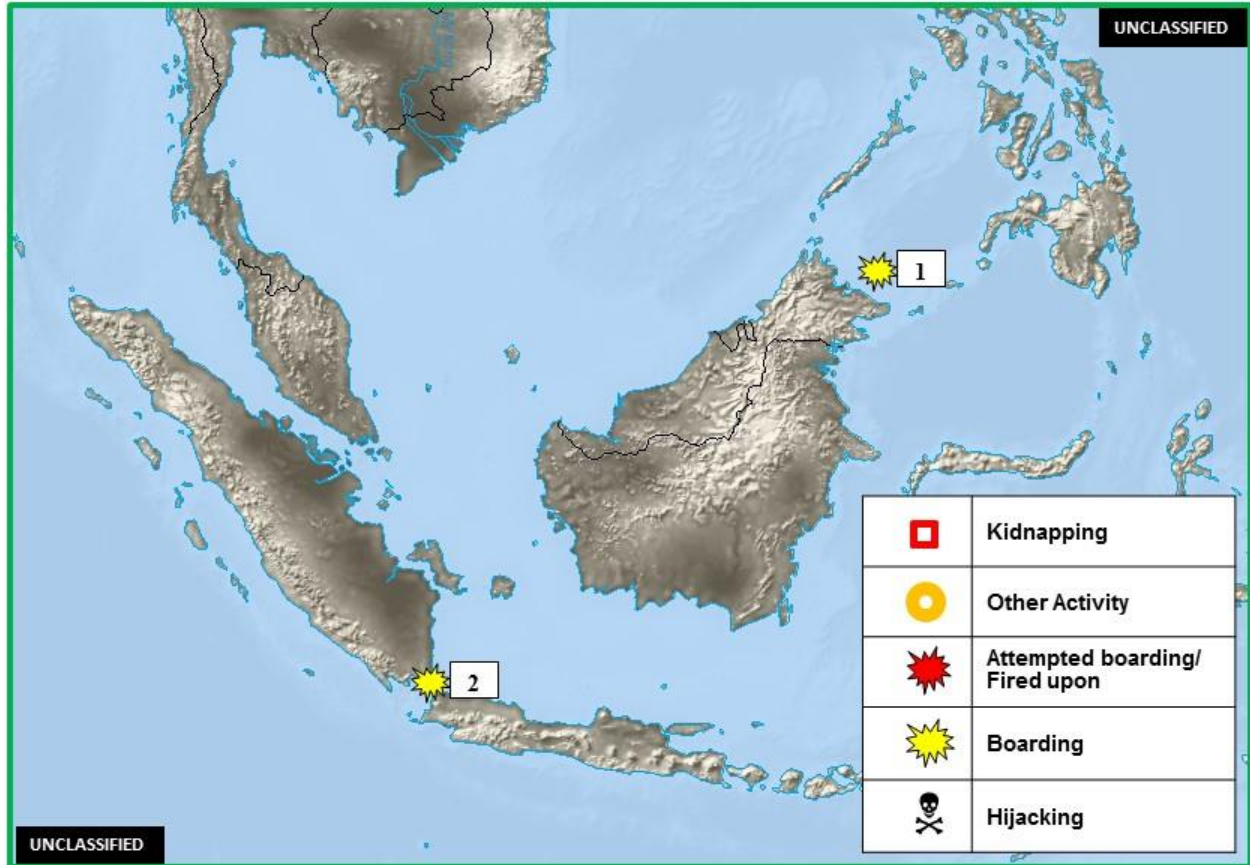 UNCLASSIFIED
1
2
Kidnapping
Other Activity
Attempted boarding/
Fired upon
Boarding
Hijacking
UNCLASSIFIED